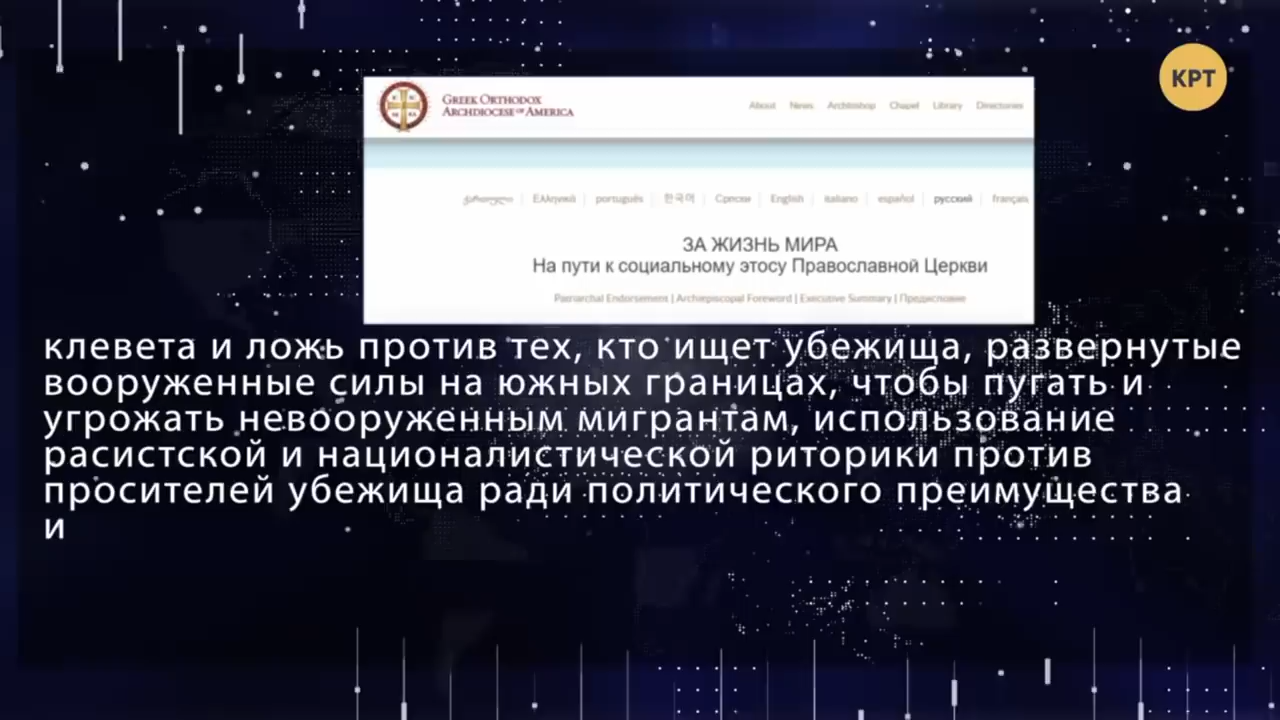 КРТ
GREEK ORTHODOX
ARCHDIOCESE OF AMERICA
About News Archbishop Chapel Library Directories
ქართული Ελληνικά português 한국어 Српски English italiano español русский français
ЗА ЖИЗНЬ МИРА
На пути к социальному этосу Православной Церкви
Patriarchal Endorsement | Archiepiscopal Foreword | Executive Summary | Предисловие
клевета и ложь против тех, кто ищет убежища, развернутые
вооруженные силы на южных границах, чтобы пугать и
угрожать невооруженным мигрантам, использование
расистской и националистической риторики против
просителей убежища ради политического преимущества
и